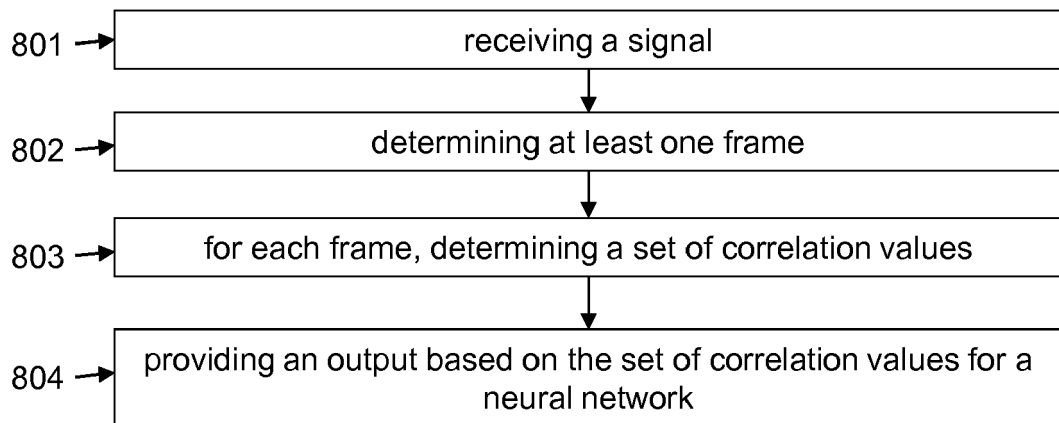 801 receiving a signal
802 determining at least one frame
803 for each frame, determining a set of correlation values
804 providing an output based on the set of correlation values for a
neural network